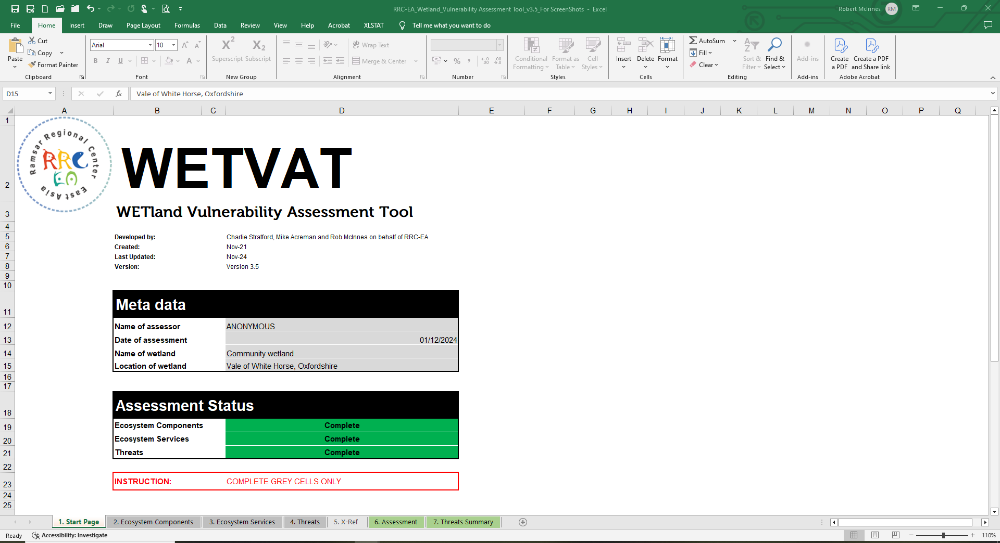 RRC-EA_Wetland_Vulnerability Assessment Tool_v3.5_For ScreenShots - Excel
Robert McInnes RM
File Home Insert Draw Page Layout Formulas Data Review View Help Acrobat XLSTAT Tell me what you want to do
Paste
Cut
Copy
Format Painter
Clipboard
Arial 10
B I U
Font
Superscript Subscript
New Group
Wrap Text
Merge & Center
Alignment
Number
Conditional Formatting
Format as Table
Cell Styles
Styles
Insert Delete Format
Cells
AutoSum
Fill
Clear
Sort & Filter
Find & Select
Editing
Add-ins
Add-ins
Create a PDF
Create a PDF and Share link
Adobe Acrobat
D15 fx Vale of White Horse, Oxfordshire
A B C D E F G H I J K L M N O P Q
1
Ramsar Regional Center
RRC
EA
East Asia
2 WETVAT
3 WETland Vulnerability Assessment Tool
4
5 Developed by: Charlie Stratford, Mike Acreman and Rob McInnes on behalf of RRC-EA
6 Created: Nov-21
7 Last Updated: Nov-24
8 Version: Version 3.5
9
10
11 Meta data
12 Name of assessor ANONYMOUS
13 Date of assessment 01/12/2024
14 Name of wetland Community wetland
15 Location of wetland Vale of White Horse, Oxfordshire
16
17
18 Assessment Status
19 Ecosystem Components Complete
20 Ecosystem Services Complete
21 Threats Complete
22
23 INSTRUCTION: COMPLETE GREY CELLS ONLY
24
25
1. Start Page 2. Ecosystem Components 3. Ecosystem Services 4. Threats 5. X-Ref 6. Assessment 7. Threats Summary
Ready Accessibility: Investigate 110%